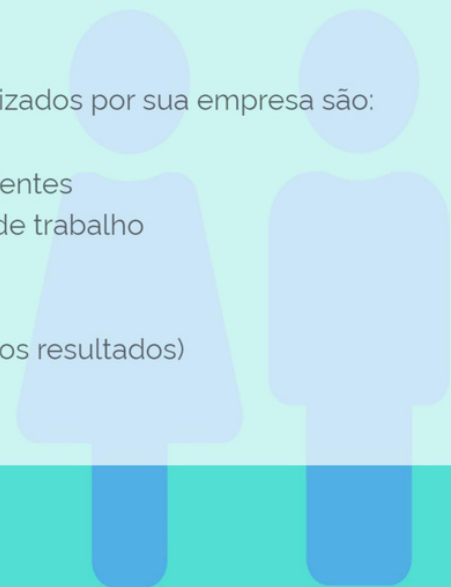 izados por sua empresa são:
entes
de trabalho
os resultados)